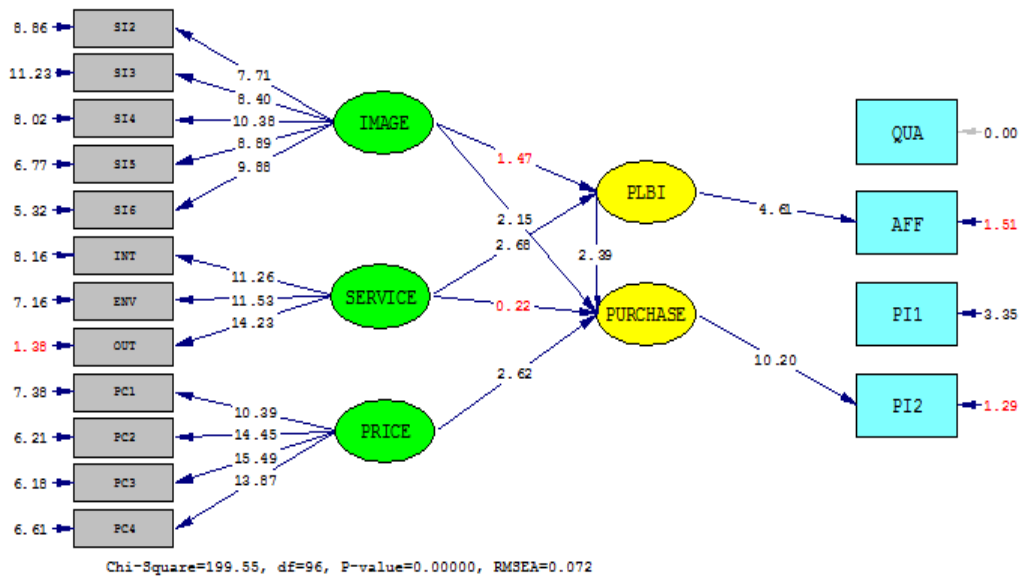 8.86 SI2
7.71
11.23 SI3
8.40
8.02 SI4
10.38
IMAGE
8.89
6.77 SI5
9.88
5.32 SI6
1.47
QUA 0.00
PLBI
2.15
4.61
AFF 1.51
2.68
2.39
8.16 INT
11.26
7.16 ENV
11.53
SERVICE
0.22
14.23
1.38 OUT
PURCHASE
PI1 3.35
10.20
2.62
7.38 PC1
10.39
6.21 PC2
14.45
PRICE
15.49
6.18 PC3
13.87
6.61 PC4
PI2 1.29
Chi-Square=199.55, df=96, P-value=0.00000, RMSEA=0.072